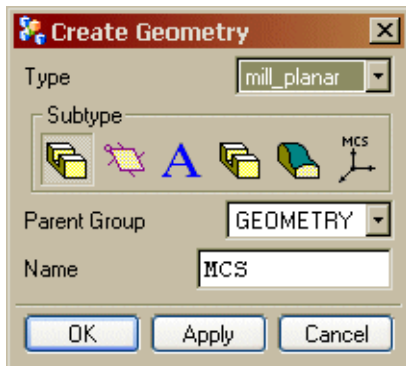 Create Geometry
Type mill_planar
Subtype
A MCS
Parent Group GEOMETRY
Name MCS
OK Apply Cancel